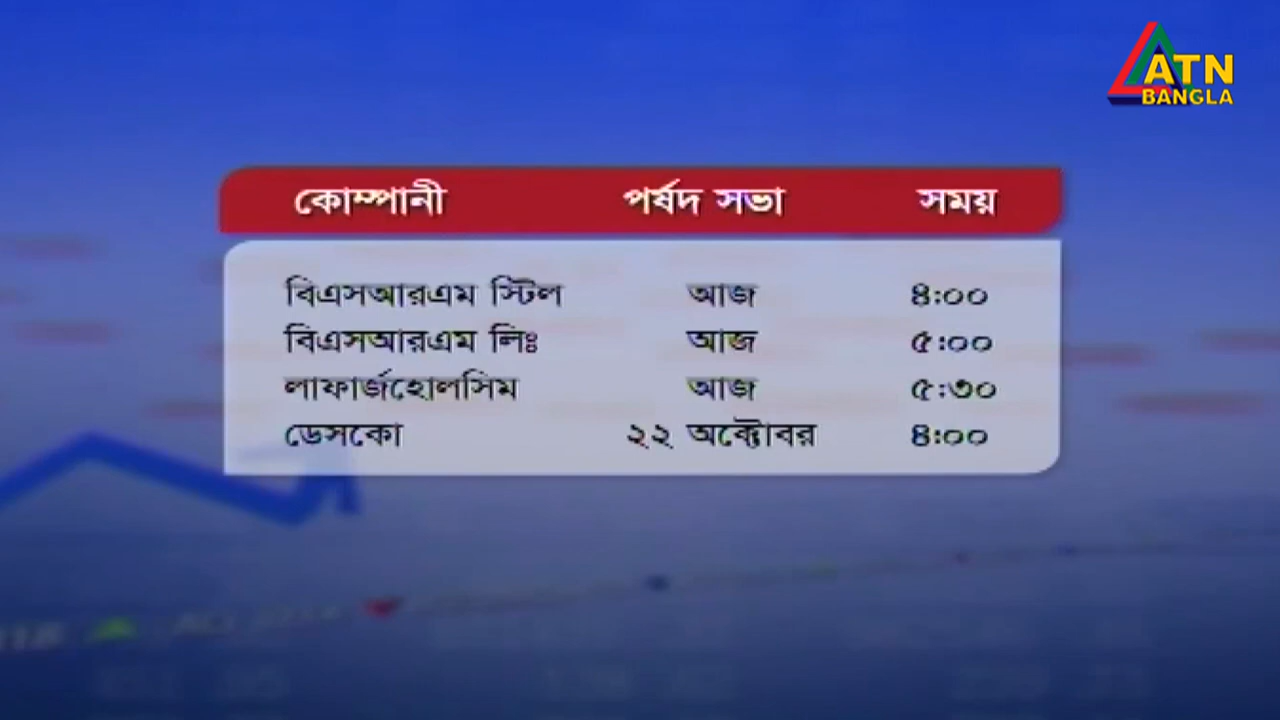 ATN
BANGLA
কোম্পানী পর্ষদ সভা সময়
বিএসআরএম স্টিল আজ ৪:০০
বিএসআরএম লিঃ আজ ৫:০০
লাফার্জহোলসিম আজ ৫:৩০
ডেসকো ২২ অক্টোবর ৪:০০